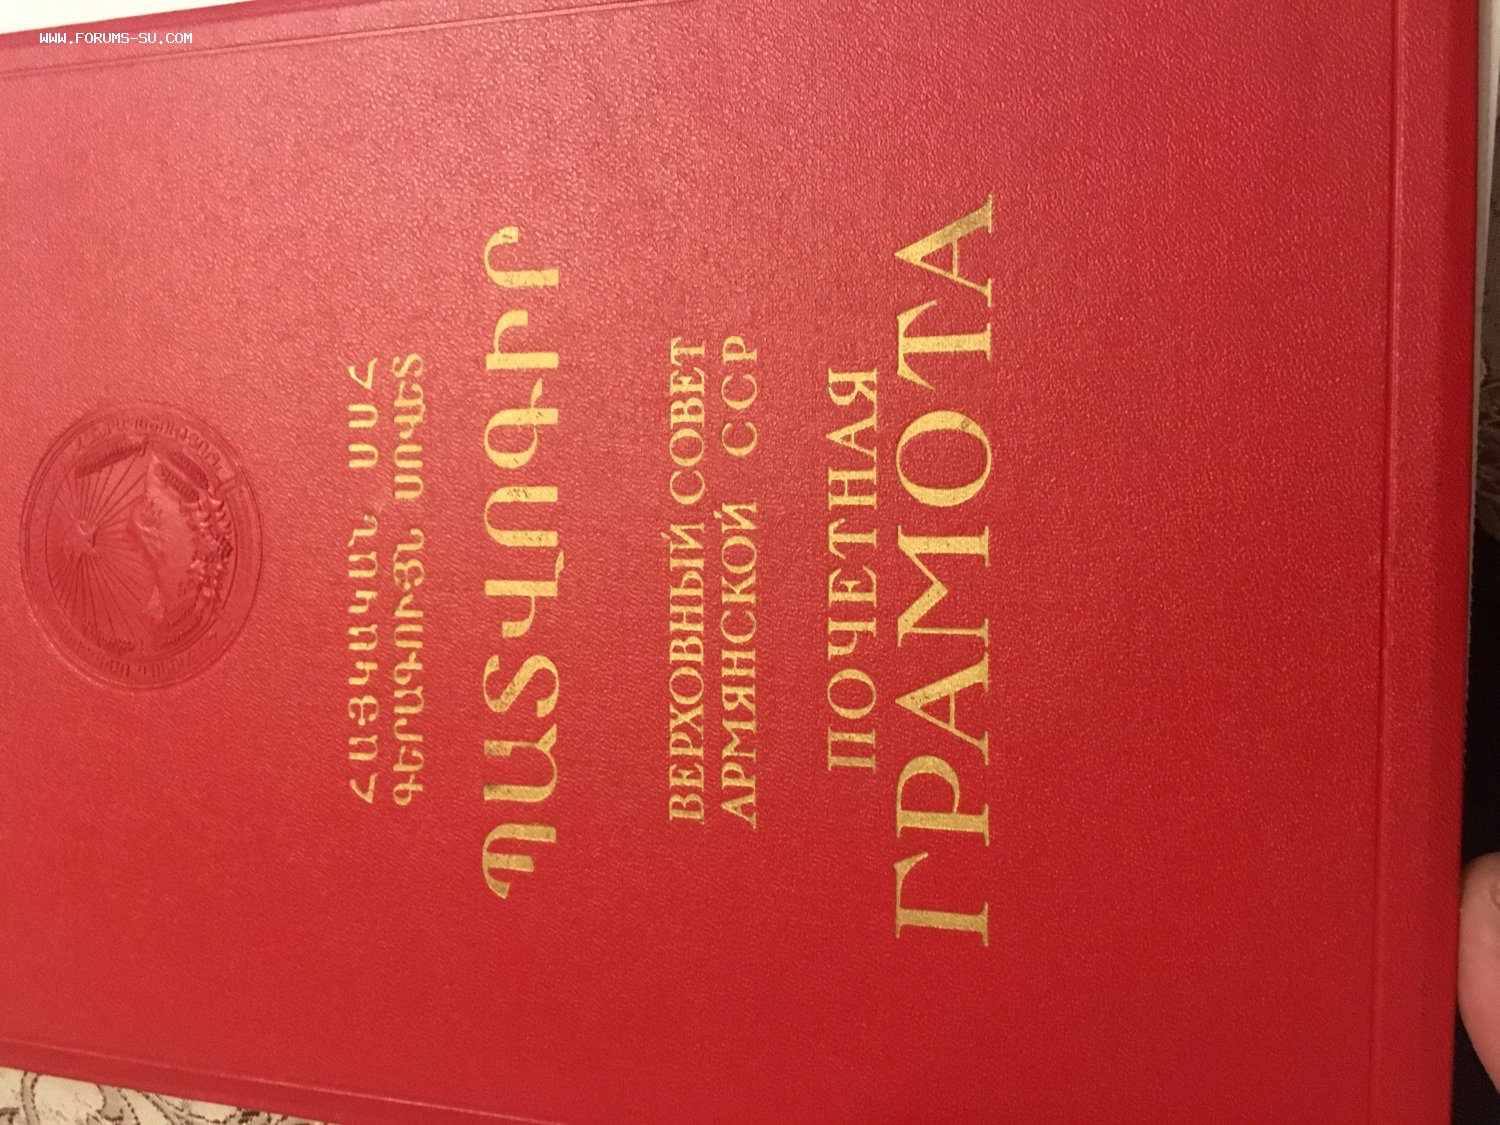 WWW.FORUMS-SU.COM
ՀԱՅԿԱԿԱՆ ՍՍՀ
ԳԵՐԱԳՈՒՅՆ ՍՈՎԵՏ
ՊԱՏՎՈԳԻՐ
ВЕРХОВНЫЙ СОВЕТ
АРМЯНСКОЙ ССР
ПОЧЕТНАЯ
ГРАМОТА